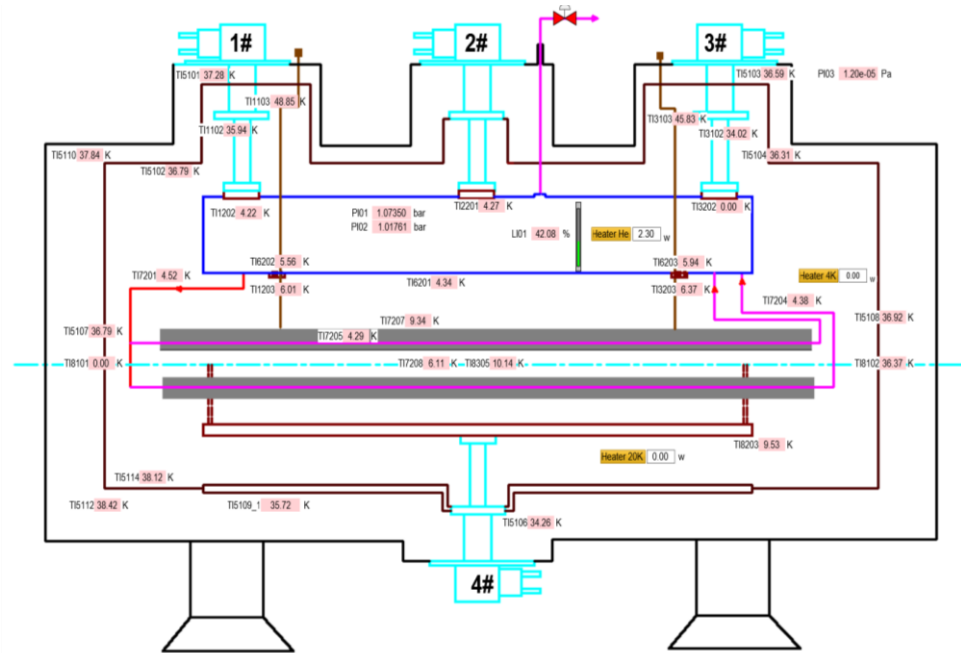 1# 2# 3#
TI5101 37.28 K TI5103 36.59 K PI03 1.20e-05 Pa
TI1103 48.85 K
TI3103 45.83 K
TI1102 35.94 K TI3102 34.02 K
TI5110 37.84 K TI5104 36.31 K
TI5102 36.79 K
TI1202 4.22 K PI01 1.07350 bar TI2201 4.27 K TI3202 0.00 K
PI02 1.01761 bar
LI01 42.08 % Heater He 2.30 w
TI6202 5.56 K TI6203 5.94 K
TI7201 4.52 K Heater 4K 0.00 w
TI1203 6.01 K TI6201 4.34 K TI3203 6.37 K
TI7204 4.38 K
TI7207 9.34 K TI5108 36.92 K
TI5107 36.79 K TI7205 4.29 K
TI8101 0.00 K TI7208 6.11 K TI8305 10.14 K TI8102 36.37 K
TI8203 9.53 K
Heater 20K 0.00 w
TI5114 38.12 K
TI5112 38.42 K TI5109_1 35.72 K
TI5106 34.26 K
4#